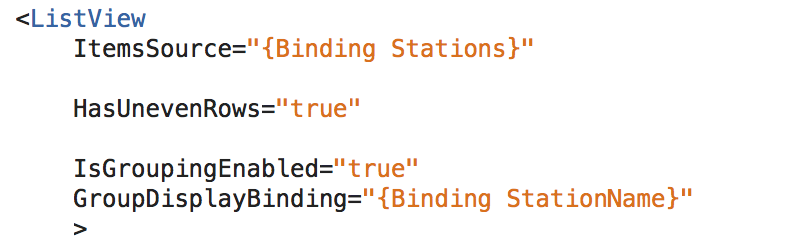 <ListView
ItemsSource="{Binding Stations}"
HasUnevenRows="true"
IsGroupingEnabled="true"
GroupDisplayBinding="{Binding StationName}"
>